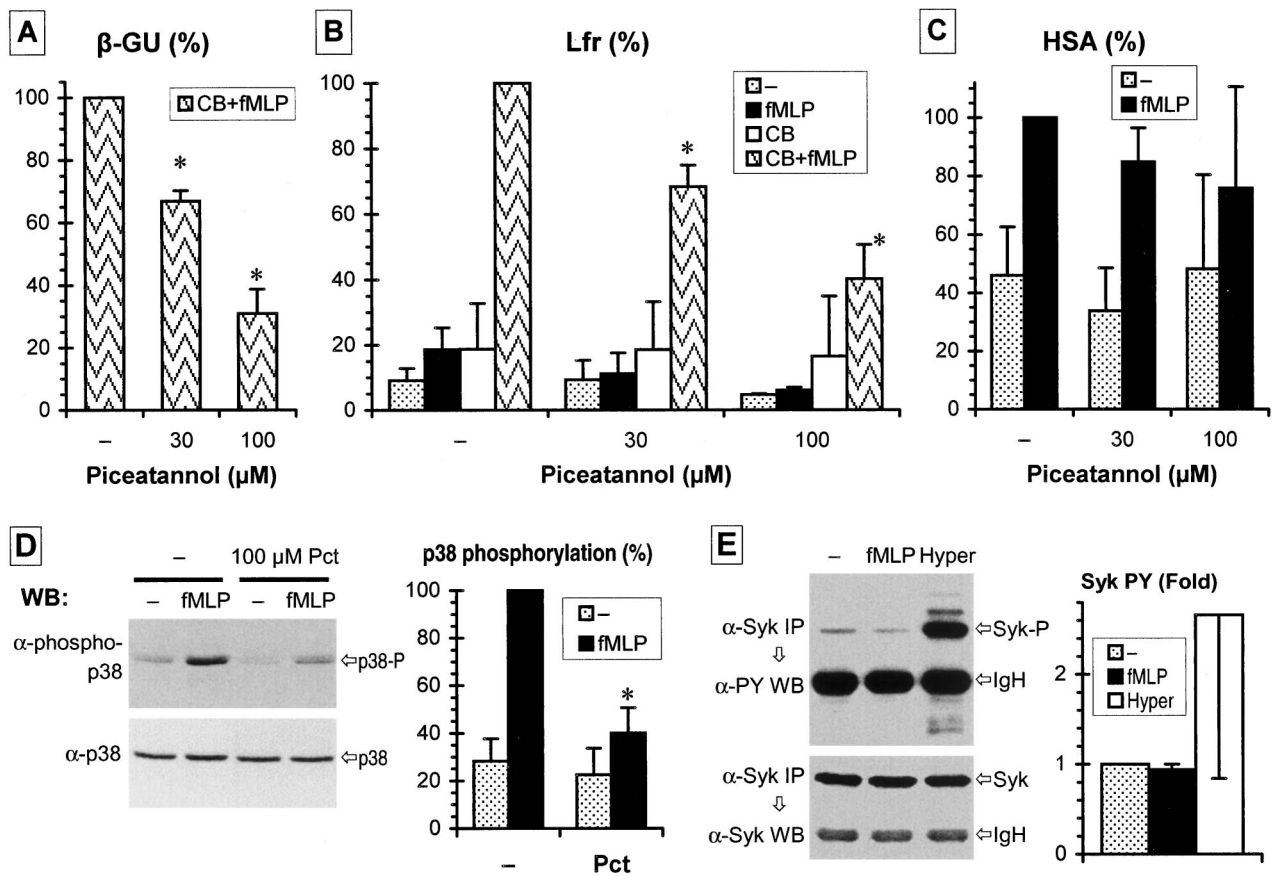 A
β-GU (%)
CB+fMLP
100
80
60
40
20
0
*
*
–
30
100
Piceatannol (µM)
B
Lfr (%)
–
fMLP
CB
CB+fMLP
100
80
60
40
20
0
*
*
–
30
100
Piceatannol (µM)
C
HSA (%)
–
fMLP
100
80
60
40
20
0
–
30
100
Piceatannol (µM)
D
–
100 µM Pct
WB:
–
fMLP
–
fMLP
α-phospho-
p38
⇦p38-P
α-p38
⇦p38
p38 phosphorylation (%)
–
fMLP
100
80
60
40
20
0
*
–
Pct
E
–
fMLP
Hyper
α-Syk IP
⇩
α-PY WB
⇦Syk-P
⇦IgH
α-Syk IP
⇩
α-Syk WB
⇦Syk
⇦IgH
Syk PY (Fold)
–
fMLP
Hyper
2
1
0